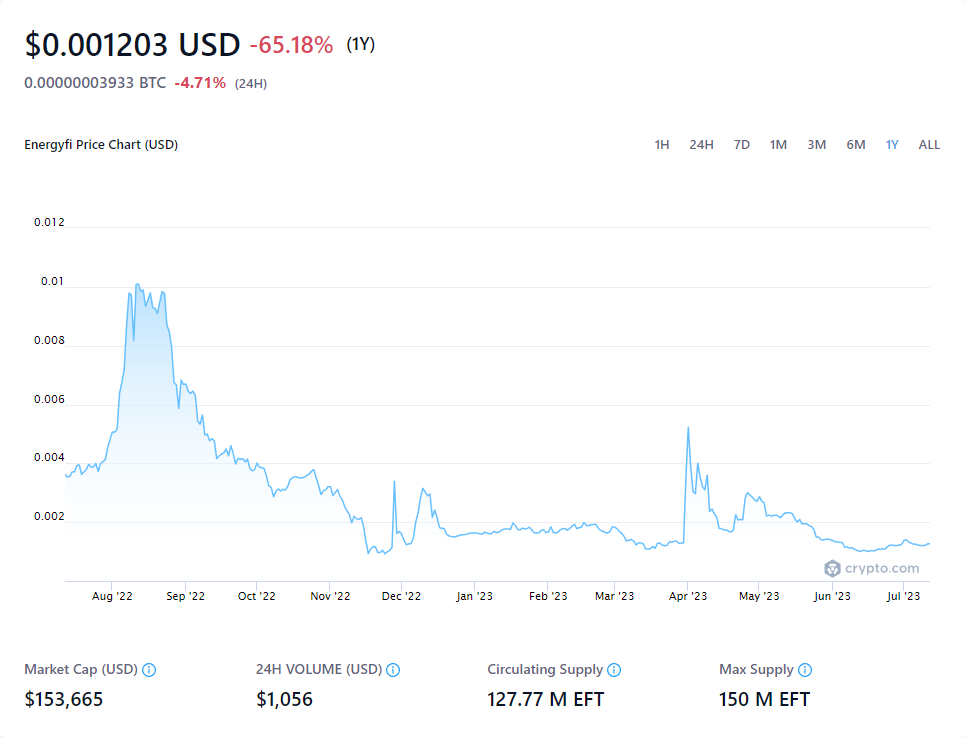 $0.001203 USD -65.18% (1Y)
0.00000003933 BTC -4.71% (24H)
Energyfi Price Chart (USD) 1H 24H 7D 1M 3M 6M 1Y ALL
0.012
0.01
0.008
0.006
0.004
0.002
crypto.com
Aug '22 Sep '22 Oct '22 Nov '22 Dec '22 Jan '23 Feb '23 Mar '23 Apr '23 May '23 Jun '23 Jul '23
Market Cap (USD) 24H VOLUME (USD) Circulating Supply Max Supply
$153,665 $1,056 127.77 M EFT 150 M EFT